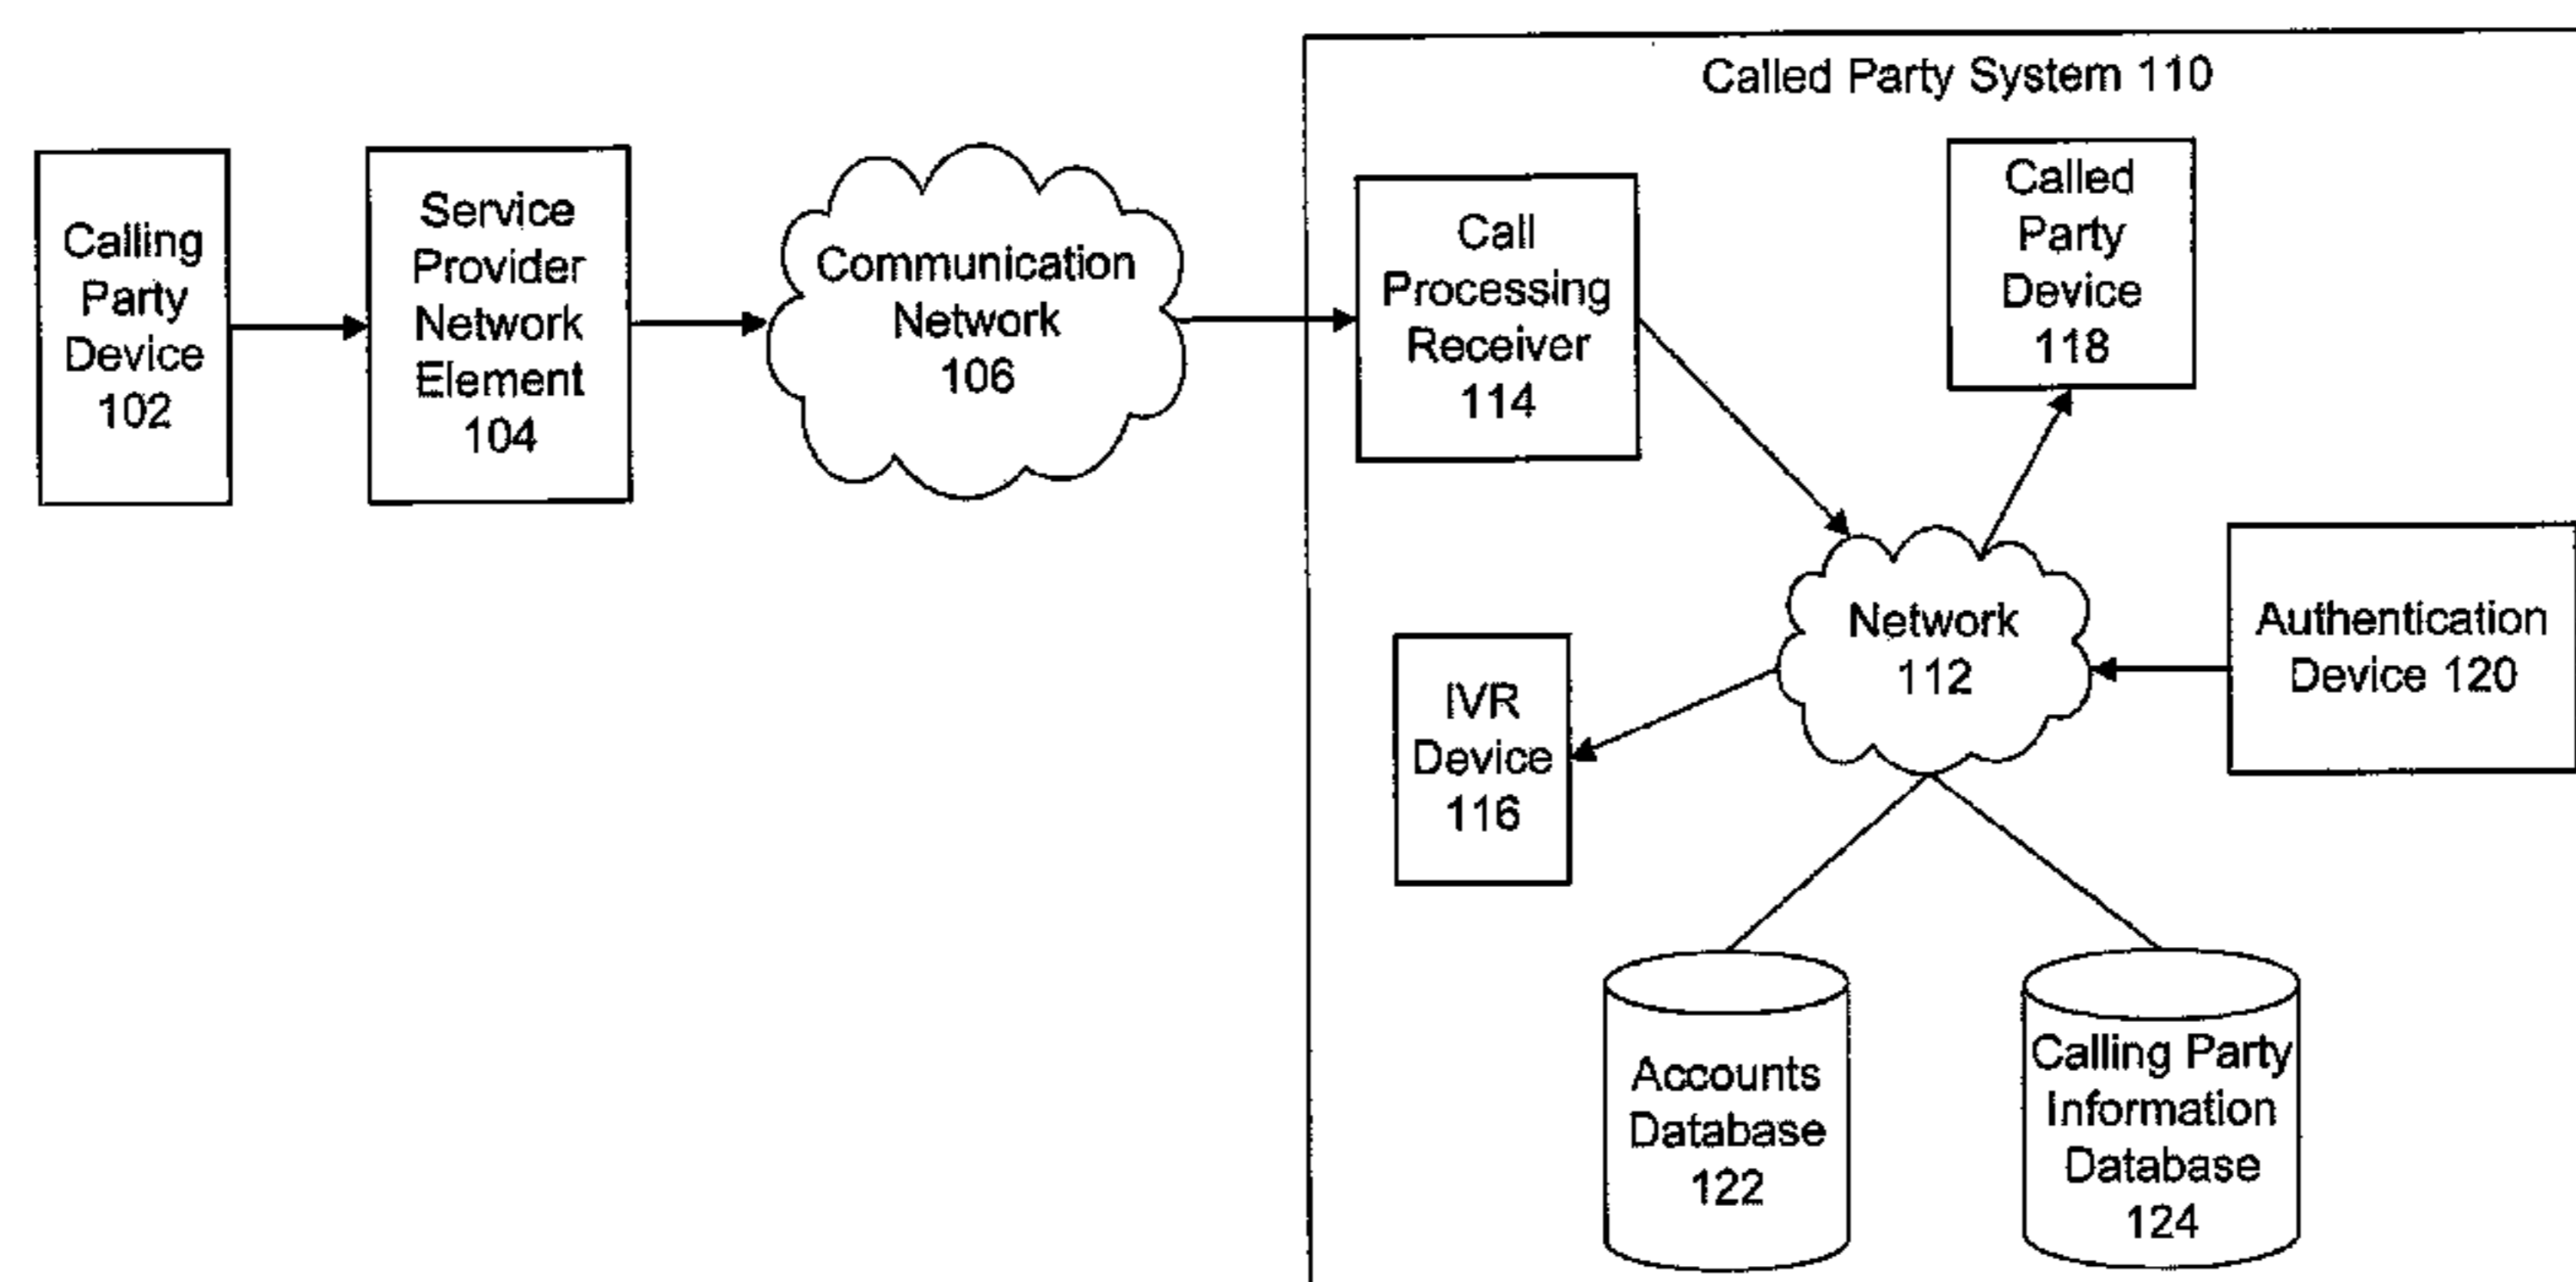 Called Party System 110
Calling
Party
Device
102
Service
Provider
Network
Element
104
Communication
Network
106
Call
Processing
Receiver
114
Called
Party
Device
118
Network
112
Authentication
Device 120
IVR
Device
116
Accounts
Database
122
Calling Party
Information
Database
124